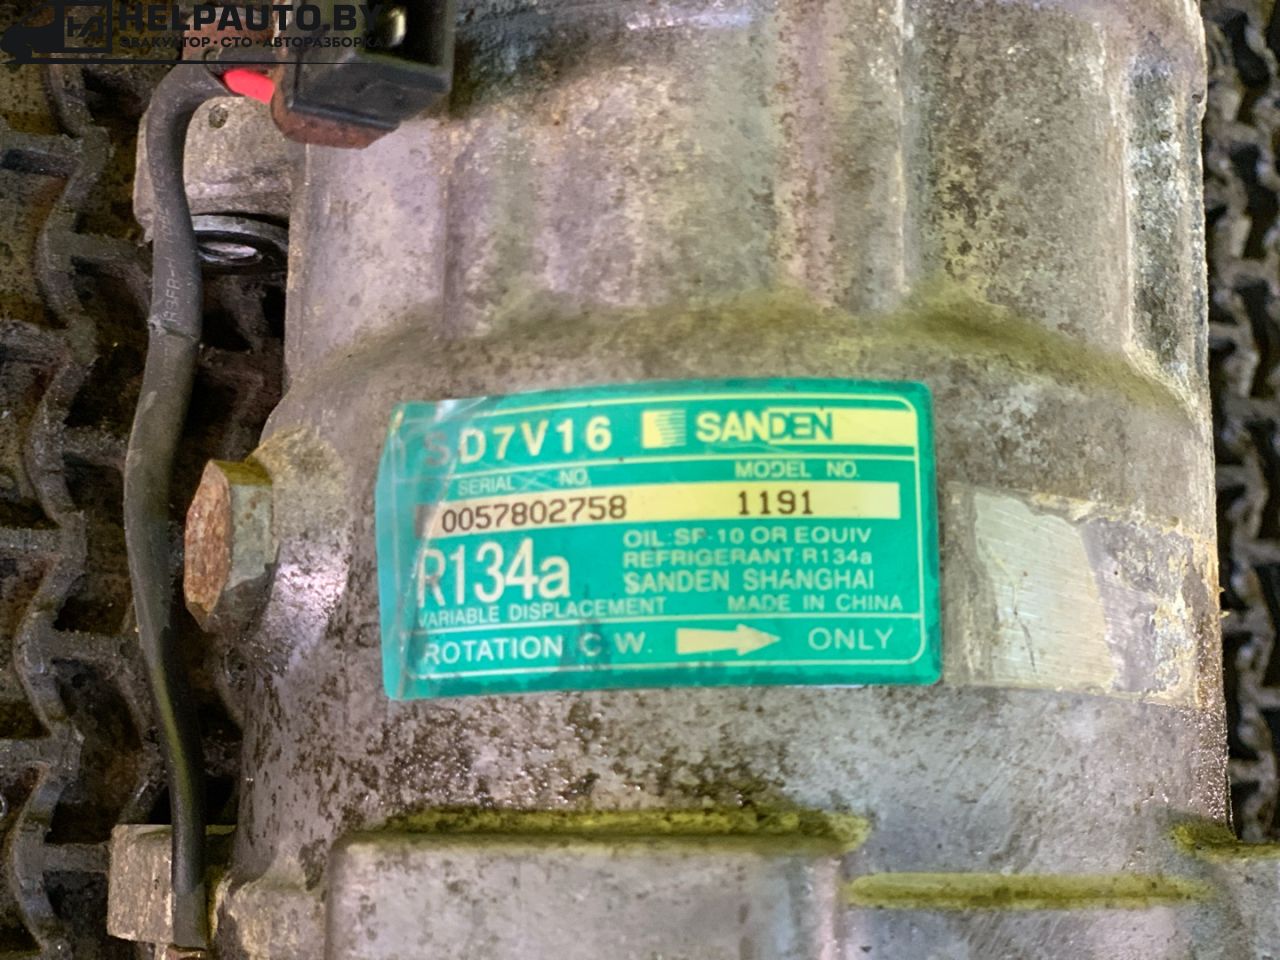 HELPAUTO.BY
ЭВАКУАТОР · СТО · АВТОРАЗБОРКА
SD7V16 SANDEN
SERIAL NO. MODEL NO.
0057802758 1191
R134a
OIL:SP-10 OR EQUIV
REFRIGERANT:R134a
SANDEN SHANGHAI
VARIABLE DISPLACEMENT MADE IN CHINA
ROTATION C.W. ONLY